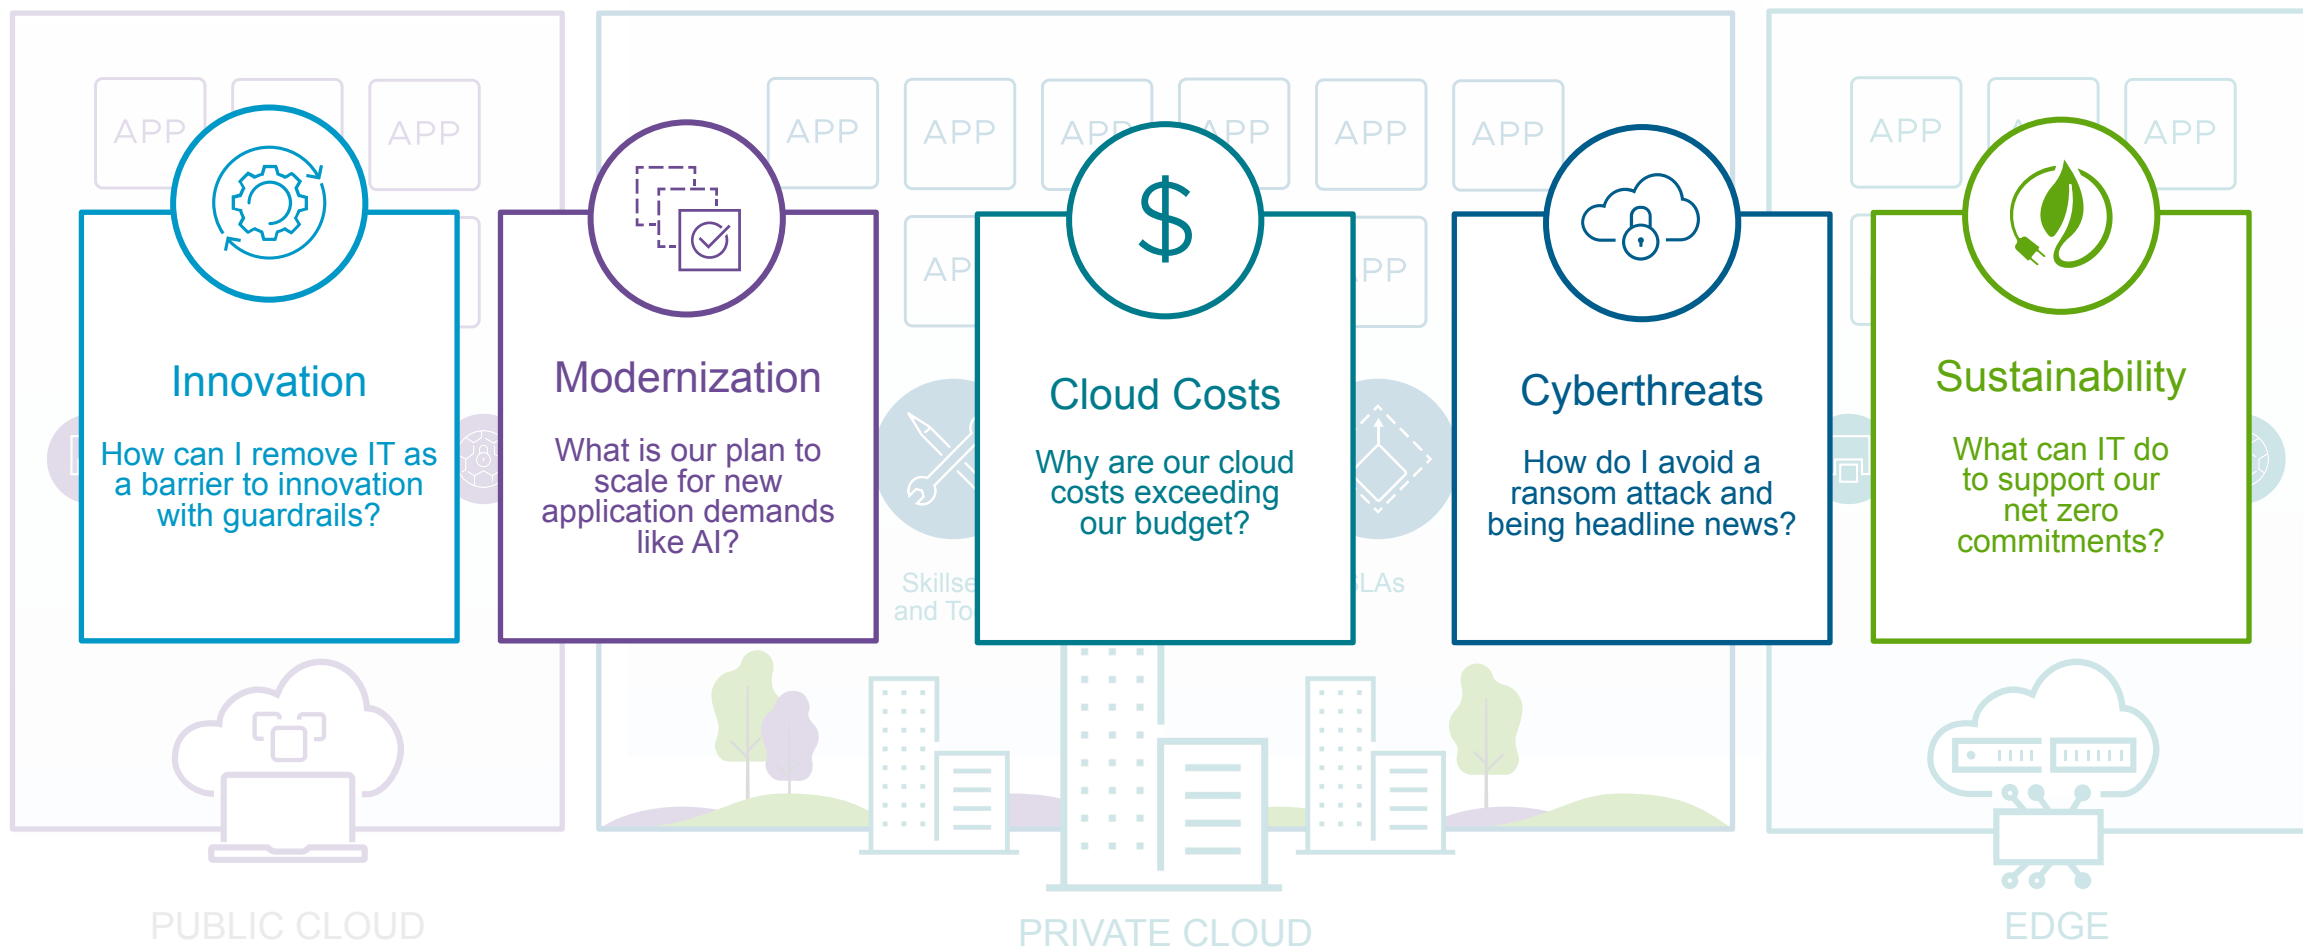 APP
APP
APP
APP
APP
APP
APP
APP
APP
APP
Innovation
How can I remove IT as
a barrier to innovation
with guardrails?
Modernization
What is our plan to
scale for new
application demands
like AI?
Cloud Costs
Why are our cloud
costs exceeding
our budget?
Cyberthreats
How do I avoid a
ransom attack and
being headline news?
Sustainability
What can IT do
to support our
net zero
commitments?
and
PUBLIC CLOUD
PRIVATE CLOUD
EDGE